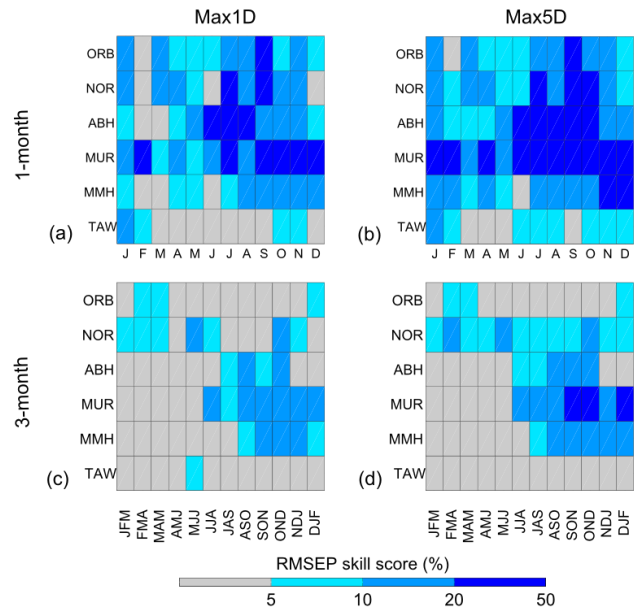 Max1D
Max5D
1-month
ORB
NOR
ABH
MUR
MMH
TAW
(a)
J F M A M J J A S O N D
ORB
NOR
ABH
MUR
MMH
TAW
(b)
J F M A M J J A S O N D
3-month
ORB
NOR
ABH
MUR
MMH
TAW
(c)
JFM FMA MAM AMJ MJJ JJA JAS ASO SON OND NDJ DJF
ORB
NOR
ABH
MUR
MMH
TAW
(d)
JFM FMA MAM AMJ MJJ JJA JAS ASO SON OND NDJ DJF
RMSEP skill score (%)
5 10 20 50